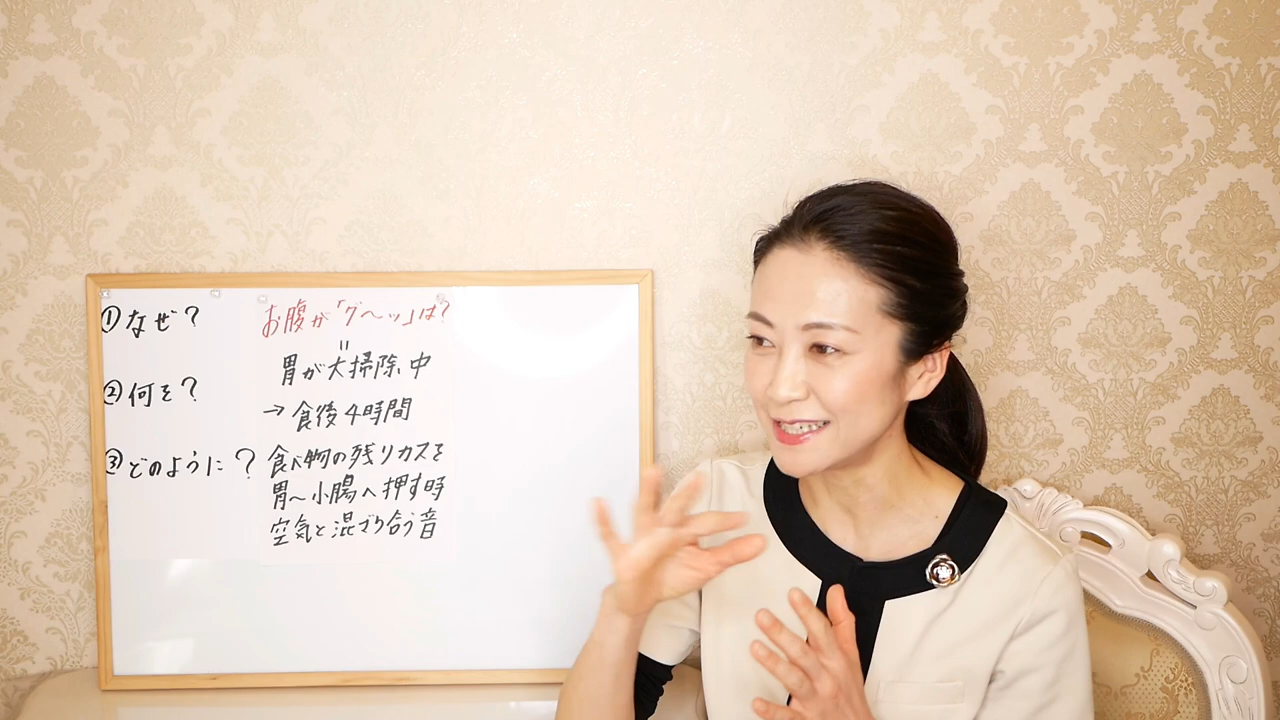 ①なぜ？
②何を？
③どのように？
お腹が「グ〜ッ」は？
〃
胃が大掃除中
→食後4時間
食べ物の残りカスを
胃〜小腸へ押す時
空気と混ざり合う音